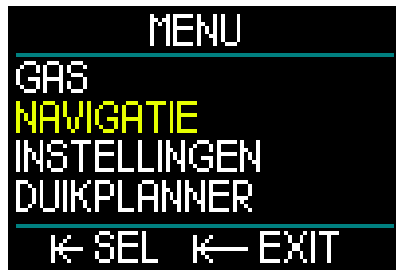 MENU
GAS
NAVIGATIE
INSTELLINGEN
DUIKPLANNER
SEL EXIT